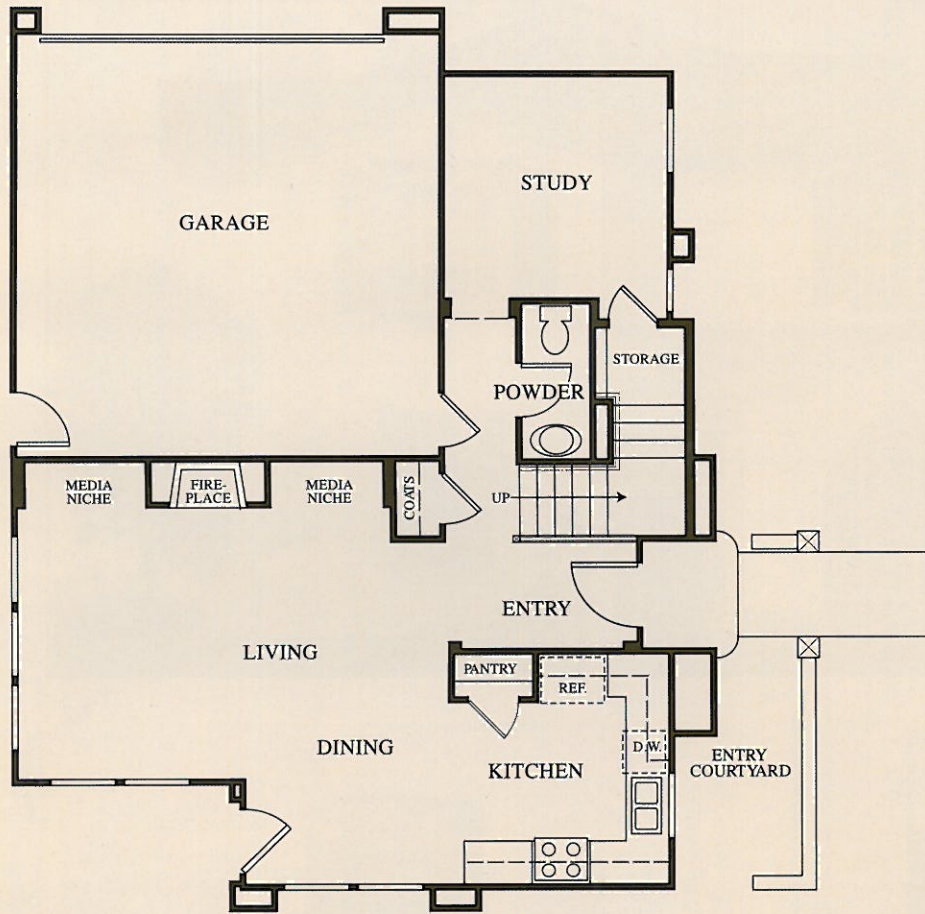 GARAGE
STUDY
STORAGE
POWDER
MEDIA
NICHE
FIRE-
PLACE
MEDIA
NICHE
COATS
UP
ENTRY
LIVING
PANTRY
REF.
DINING
D.W.
KITCHEN
ENTRY
COURTYARD